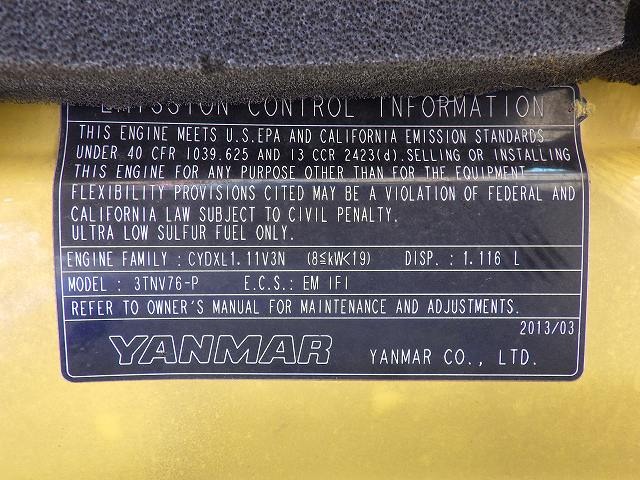 EMISSION CONTROL INFORMATION
THIS ENGINE MEETS U.S.EPA AND CALIFORNIA EMISSION STANDARDS
UNDER 40 CFR 1039.625 AND 13 CCR 2423(d).SELLING OR INSTALLING
THIS ENGINE FOR ANY PURPOSE OTHER THAN FOR THE EQUIPMENT
FLEXIBILITY PROVISIONS CITED MAY BE A VIOLATION OF FEDERAL AND
CALIFORNIA LAW SUBJECT TO CIVIL PENALTY.
ULTRA LOW SULFUR FUEL ONLY.
ENGINE FAMILY : CYDXL1.11V3N (8≦kW<19) DISP. : 1.116 L
MODEL : 3TNV76-P E.C.S.: EM IFI
REFER TO OWNER'S MANUAL FOR MAINTENANCE AND ADJUSTMENTS.
2013/03
YANMAR YANMAR CO., LTD.